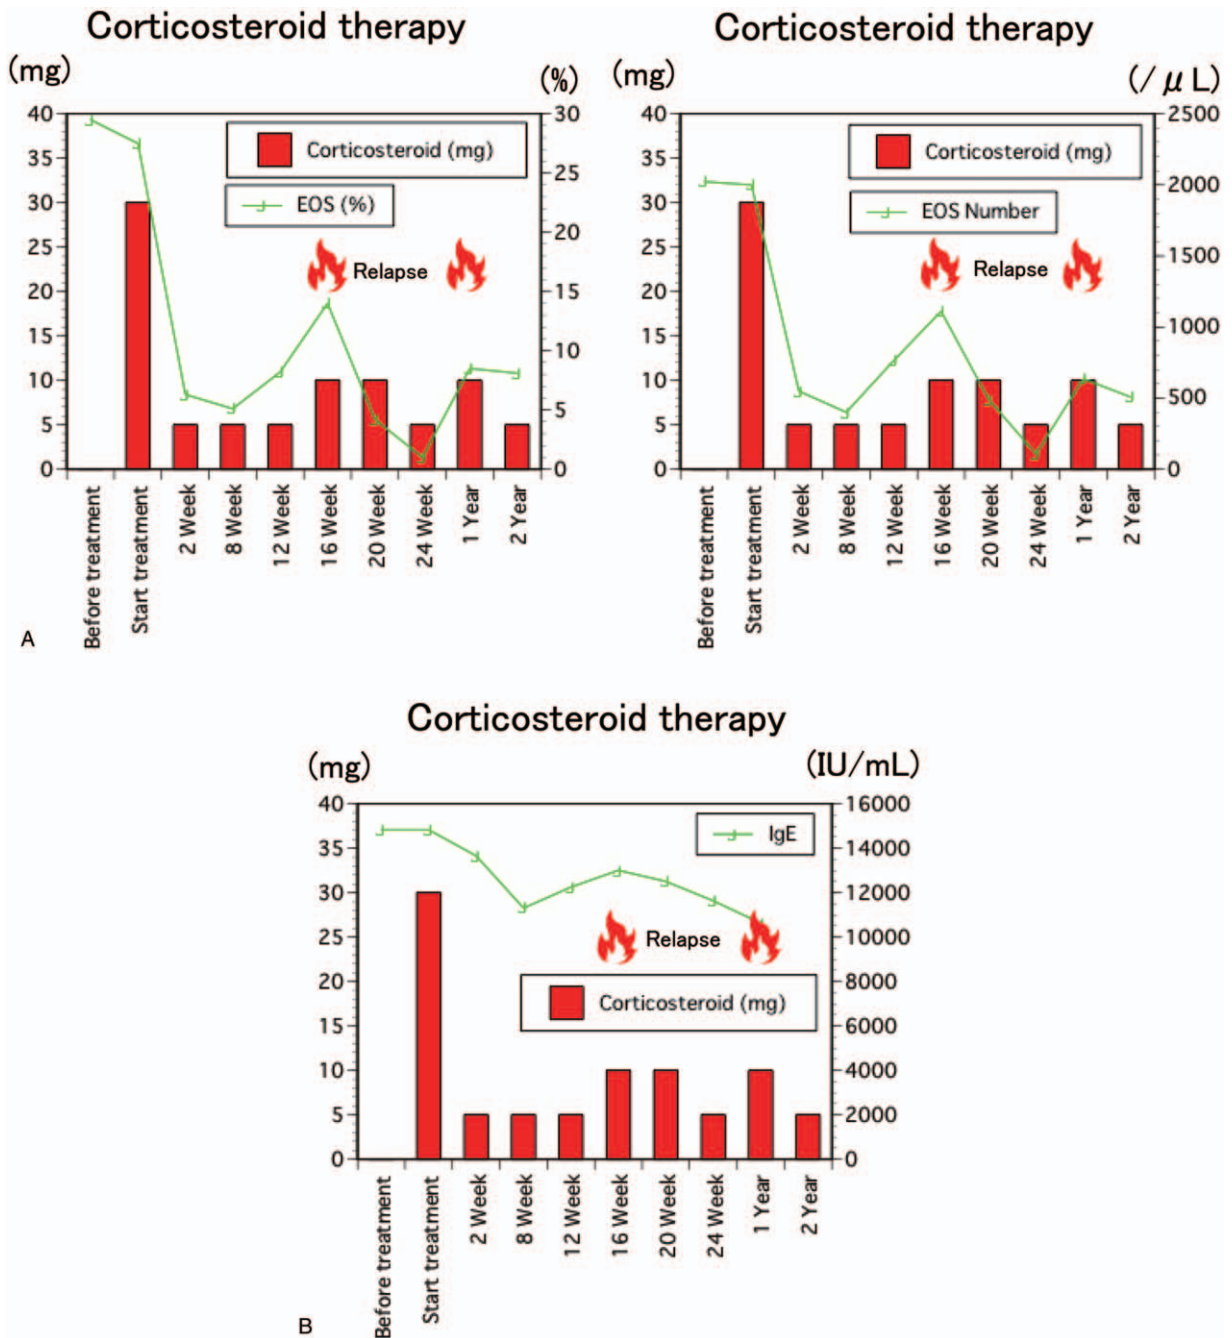 Corticosteroid therapy
(mg)
(%)
40
35
30
25
20
15
10
5
0
30
20
10
5
0
Corticosteroid (mg)
EOS (%)
Relapse
Before treatment
Start treatment
2 Week
8 Week
12 Week
16 Week
20 Week
24 Week
1 Year
2 Year
A
Corticosteroid therapy
(mg)
(/μL)
40
35
30
25
20
15
10
5
0
2500
2000
1500
1000
500
0
Corticosteroid (mg)
EOS Number
Relapse
Before treatment
Start treatment
2 Week
8 Week
12 Week
16 Week
20 Week
24 Week
1 Year
2 Year
Corticosteroid therapy
(mg)
(IU/mL)
40
35
30
25
20
15
10
5
0
16000
14000
12000
10000
8000
6000
4000
2000
0
IgE
Relapse
Corticosteroid (mg)
Before treatment
Start treatment
2 Week
8 Week
12 Week
16 Week
20 Week
24 Week
1 Year
2 Year
B